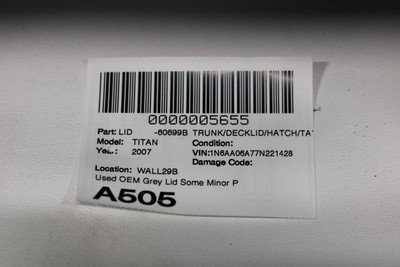 0000005655
Part: LID -60699B TRUNK/DECKLID/HATCH/TA
Model: TITAN Condition:
Year: 2007 VIN:1N6AA06A77N221428
Damage Code:
Location: WALL29B
Used OEM Grey Lid Some Minor P
A505